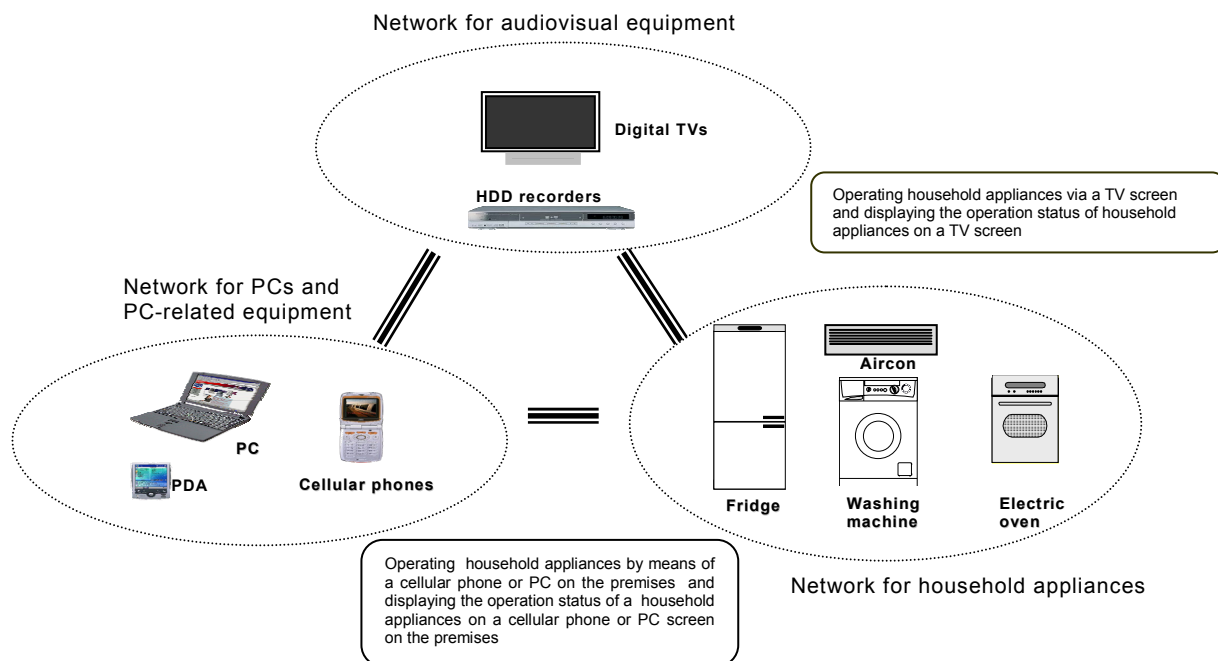 Network for audiovisual equipment
Digital TVs
HDD recorders
Operating household appliances via a TV screen
and displaying the operation status of household
appliances on a TV screen
Network for PCs and
PC-related equipment
PC
PDA
Cellular phones
Aircon
Fridge
Washing
machine
Electric
oven
Operating household appliances by means of
a cellular phone or PC on the premises and
displaying the operation status of a household
appliances on a cellular phone or PC screen
on the premises
Network for household appliances